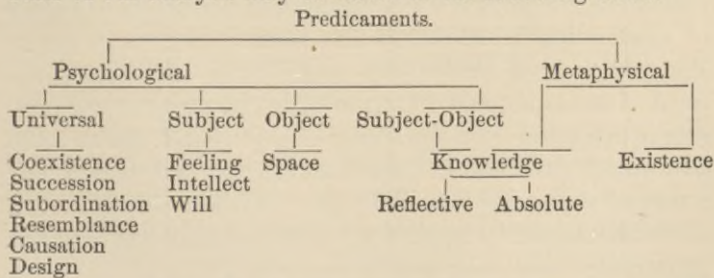 Predicaments.
Psychological Metaphysical
Universal Subject Object Subject-Object
Coexistence Feeling Space Knowledge Existence
Succession Intellect
Subordination Will Reflective Absolute
Resemblance
Causation
Design